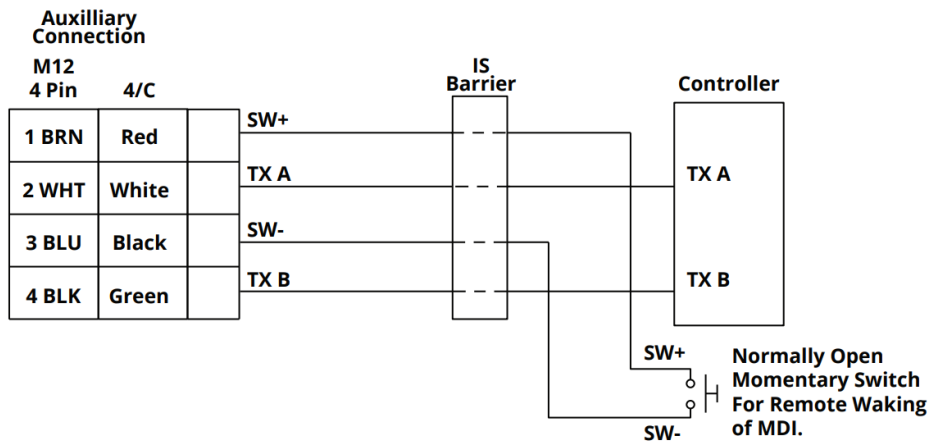 Auxilliary
Connection
M12
4 Pin 4/C
IS
Barrier
Controller
1 BRN Red SW+
2 WHT White TX A TX A
3 BLU Black SW-
4 BLK Green TX B TX B
SW+
Normally Open
Momentary Switch
For Remote Waking
of MDI.
SW-